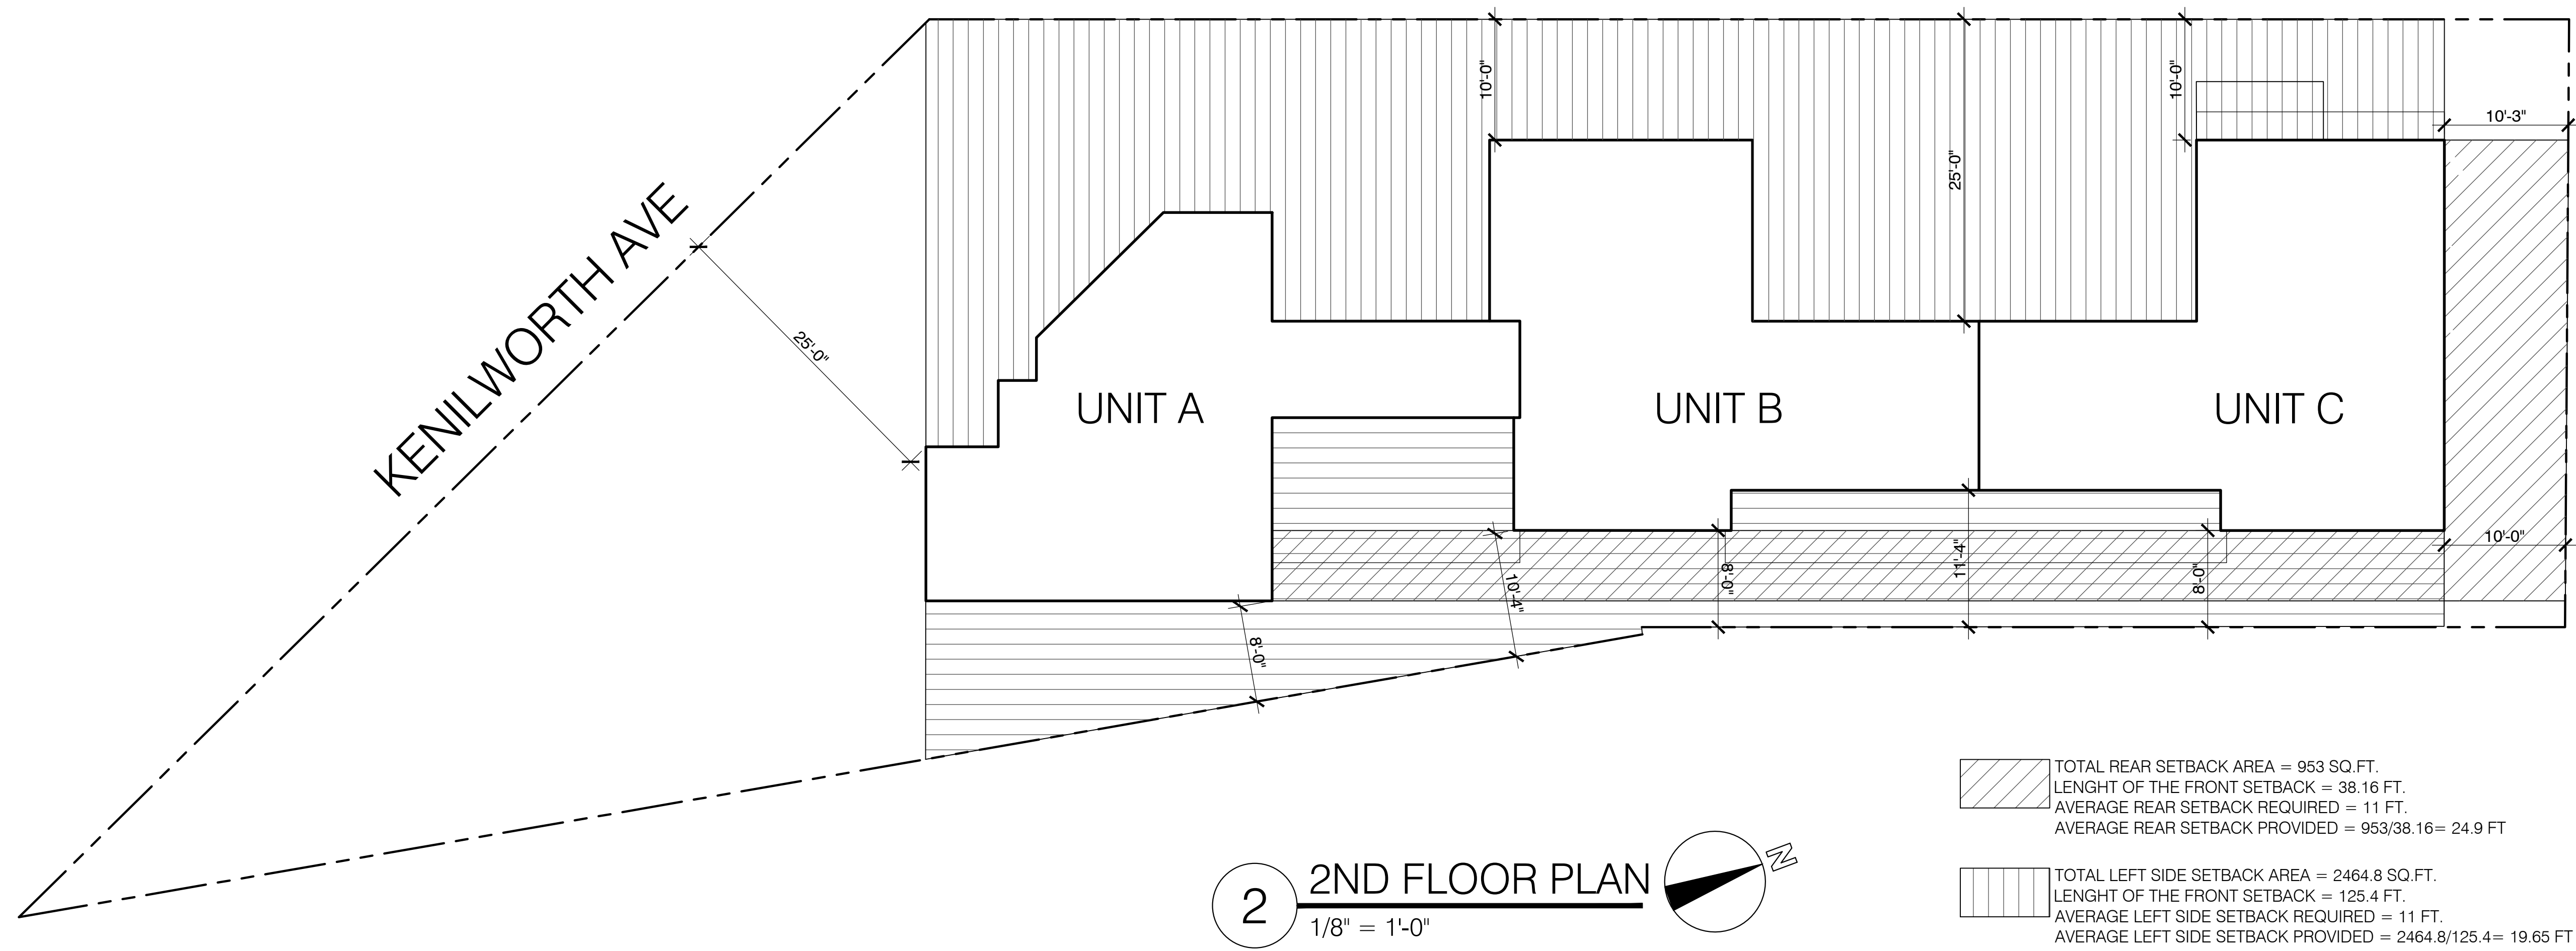 10'-0"
10'-0"
10'-3"
25'-0"
KENILWORTH AVE
25'-0"
UNIT A
UNIT B
UNIT C
10'-0"
11'-4"
8'-0"
8'-0"
10'-4"
8'-0"
TOTAL REAR SETBACK AREA = 953 SQ.FT.
LENGHT OF THE FRONT SETBACK = 38.16 FT.
AVERAGE REAR SETBACK REQUIRED = 11 FT.
AVERAGE REAR SETBACK PROVIDED = 953/38.16= 24.9 FT
2
2ND FLOOR PLAN
N
1/8" = 1'-0"
TOTAL LEFT SIDE SETBACK AREA = 2464.8 SQ.FT.
LENGHT OF THE FRONT SETBACK = 125.4 FT.
AVERAGE LEFT SIDE SETBACK REQUIRED = 11 FT.
AVERAGE LEFT SIDE SETBACK PROVIDED = 2464.8/125.4= 19.65 FT